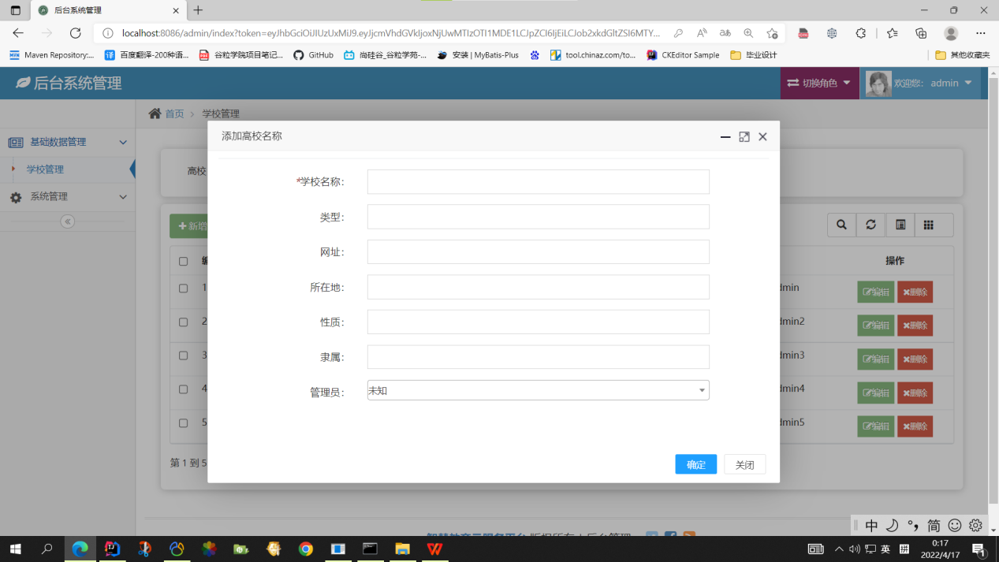 后台系统管理
localhost:8086/admin/index?token=eyJhbGciOiJIUzUxMiJ9.eyJjcmVhdGVkIjoxNjUwMTIzOTI1MDE1LCJpZCI6IjEiLCJob2xkdGltZSI6MTY...
Maven Repository:... 百度翻译-200种语... 谷粒学院项目笔记... GitHub 尚硅谷_谷粒学苑-... 安装 | MyBatis-Plus tool.chinaz.com/to... CKEditor Sample 毕业设计 其他收藏夹
后台系统管理 切换角色 欢迎您: admin
首页 学校管理
基础数据管理
学校管理
系统管理
高校
添加高校名称
*学校名称:
类型:
网址:
所在地:
性质:
隶属:
管理员: 未知
确定 关闭
新增
操作
1 dmin 编辑 删除
2 dmin2 编辑 删除
3 dmin3 编辑 删除
4 dmin4 编辑 删除
5 dmin5 编辑 删除
第 1 到 5
中 简
英 拼 0:17
2022/4/17 1